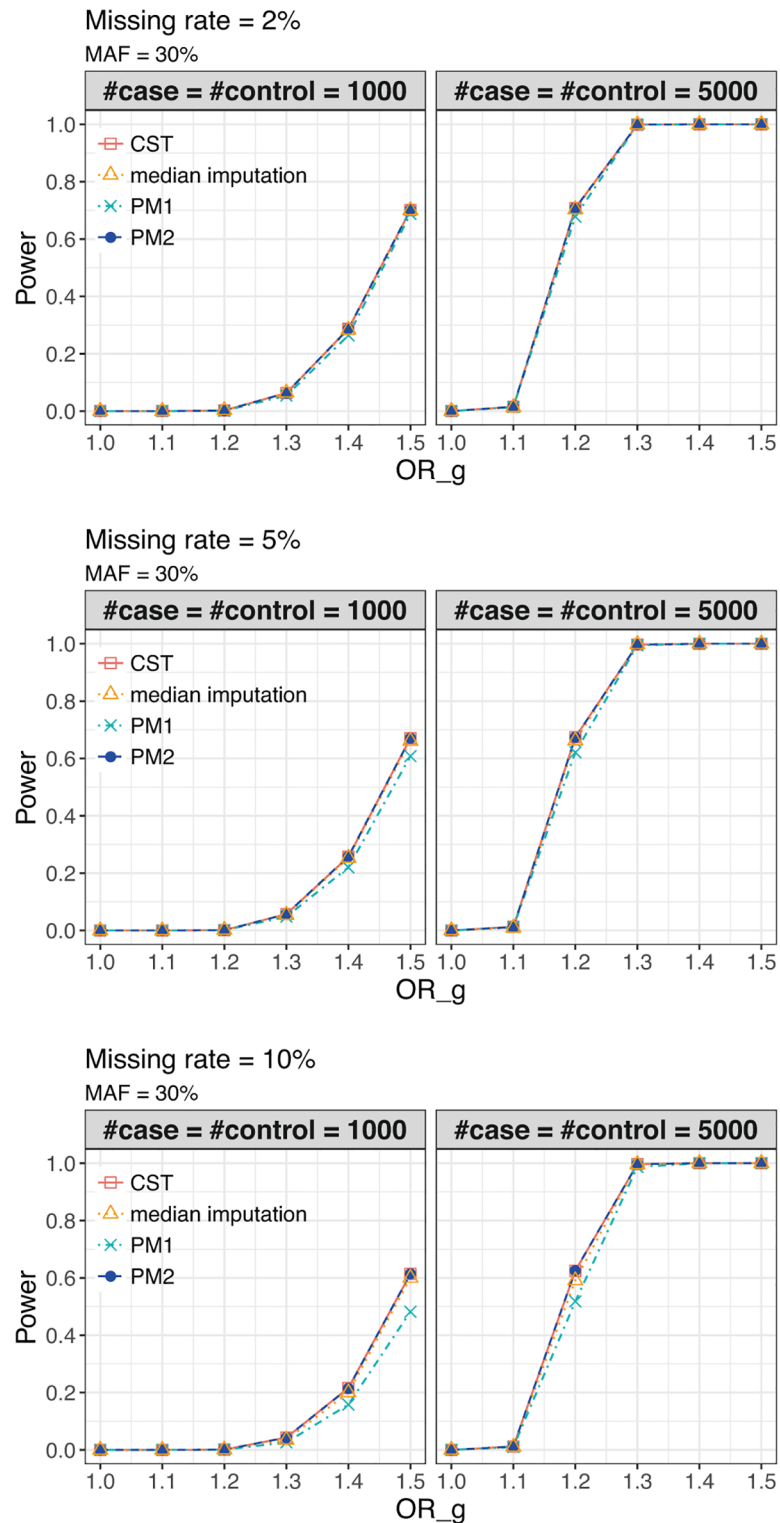 Missing rate = 2%
MAF = 30%
#case = #control = 1000
#case = #control = 5000
Power
1.0
0.8
0.6
0.4
0.2
0.0
CST
median imputation
PM1
PM2
1.0 1.1 1.2 1.3 1.4 1.5
1.0 1.1 1.2 1.3 1.4 1.5
OR_g
Missing rate = 5%
MAF = 30%
#case = #control = 1000
#case = #control = 5000
Power
1.0
0.8
0.6
0.4
0.2
0.0
CST
median imputation
PM1
PM2
1.0 1.1 1.2 1.3 1.4 1.5
1.0 1.1 1.2 1.3 1.4 1.5
OR_g
Missing rate = 10%
MAF = 30%
#case = #control = 1000
#case = #control = 5000
Power
1.0
0.8
0.6
0.4
0.2
0.0
CST
median imputation
PM1
PM2
1.0 1.1 1.2 1.3 1.4 1.5
1.0 1.1 1.2 1.3 1.4 1.5
OR_g